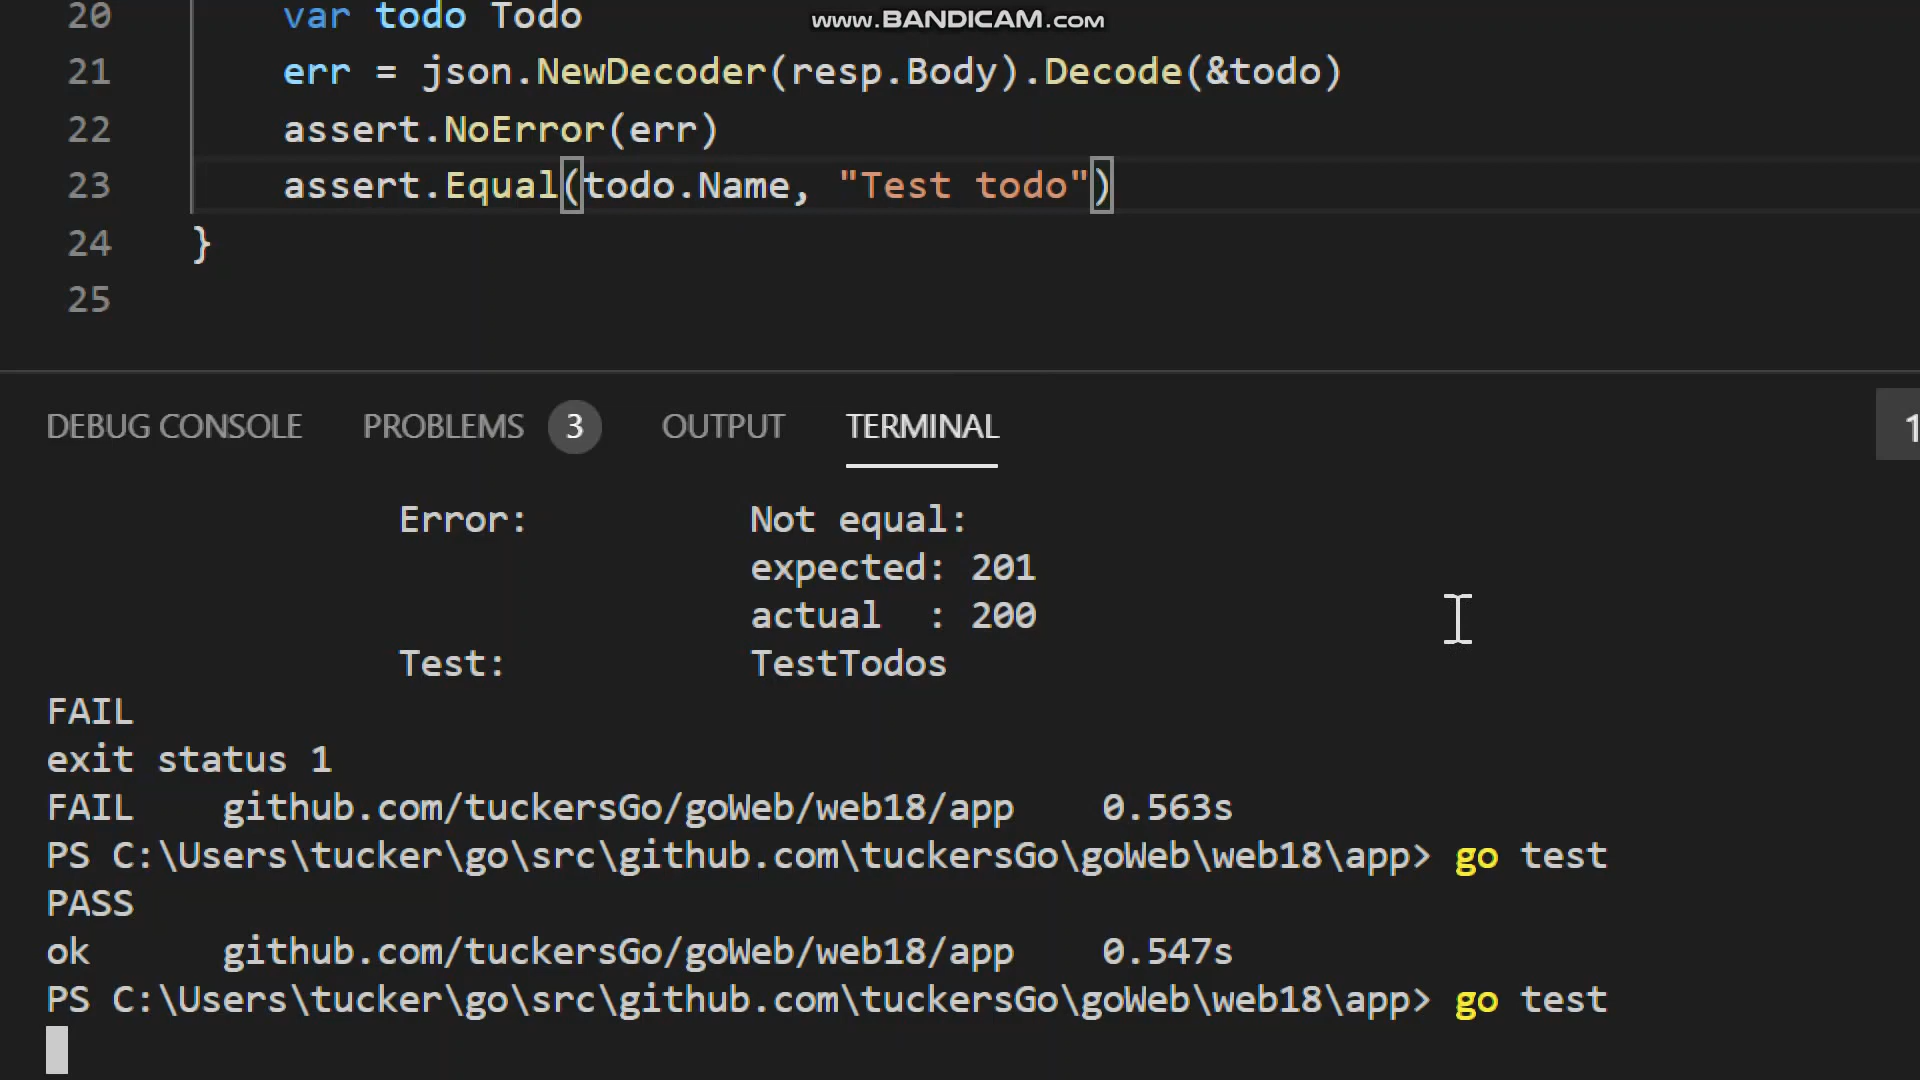 www.BANDICAM.com
20 var todo Todo
21 err = json.NewDecoder(resp.Body).Decode(&todo)
22 assert.NoError(err)
23 assert.Equal(todo.Name, "Test todo")
24 }
25
DEBUG CONSOLE PROBLEMS 3 OUTPUT TERMINAL 1
Error: Not equal:
expected: 201
actual : 200
Test: TestTodos
FAIL
exit status 1
FAIL github.com/tuckersGo/goWeb/web18/app 0.563s
PS C:\Users\tucker\go\src\github.com\tuckersGo\goWeb\web18\app> go test
PASS
ok github.com/tuckersGo/goWeb/web18/app 0.547s
PS C:\Users\tucker\go\src\github.com\tuckersGo\goWeb\web18\app> go test